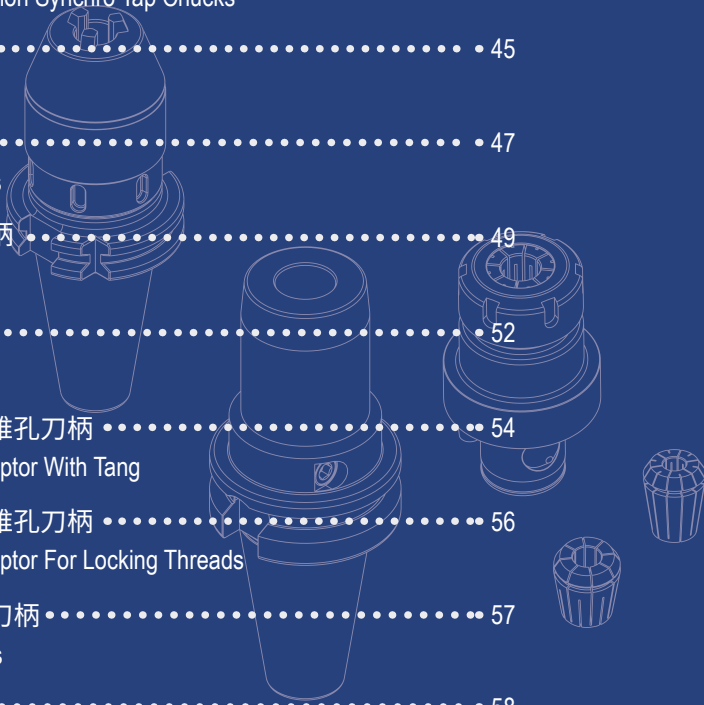 Synchro Tap Chucks
45
47
柄 49
52
锥孔刀柄 54
ptor With Tang
锥孔刀柄 56
ptor For Locking Threads
刀柄 57
58